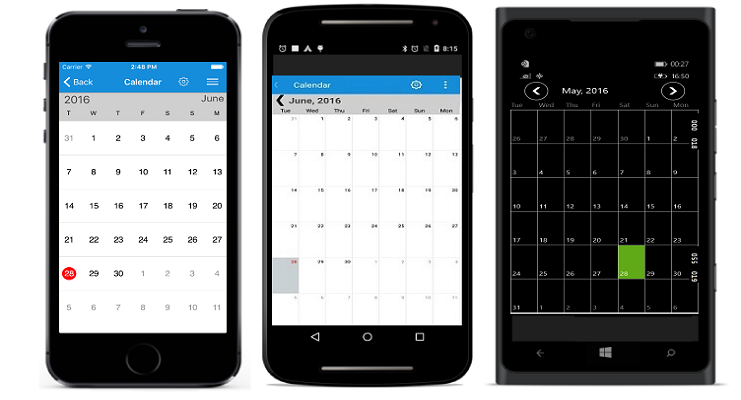 Carrier 2:48 PM
Back Calendar
2016 June
T W T F S S M
31 1 2 3 4 5 6
7 8 9 10 11 12 13
14 15 16 17 18 19 20
21 22 23 24 25 26 27
28 29 30 1 2 3 4
5 6 7 8 9 10 11
8:15
Calendar
June, 2016
Tue Wed Thu Fri Sat Sun Mon
31 1 2 3 4 5 6
7 8 9 10 11 12 13
14 15 16 17 18 19 20
21 22 23 24 25 26 27
28 29 30 1 2 3 4
5 6 7 8 9 10 11
00:27
16:50
May, 2016
Tue Wed Thu Fri Sat Sun Mon
26 27 28 29 30 1 2
3 4 5 6 7 8 9
10 11 12 13 14 15 16
17 18 19 20 21 22 23
24 25 26 27 28 29 30
31 1 2 3 4 5 6
000 018
055 019